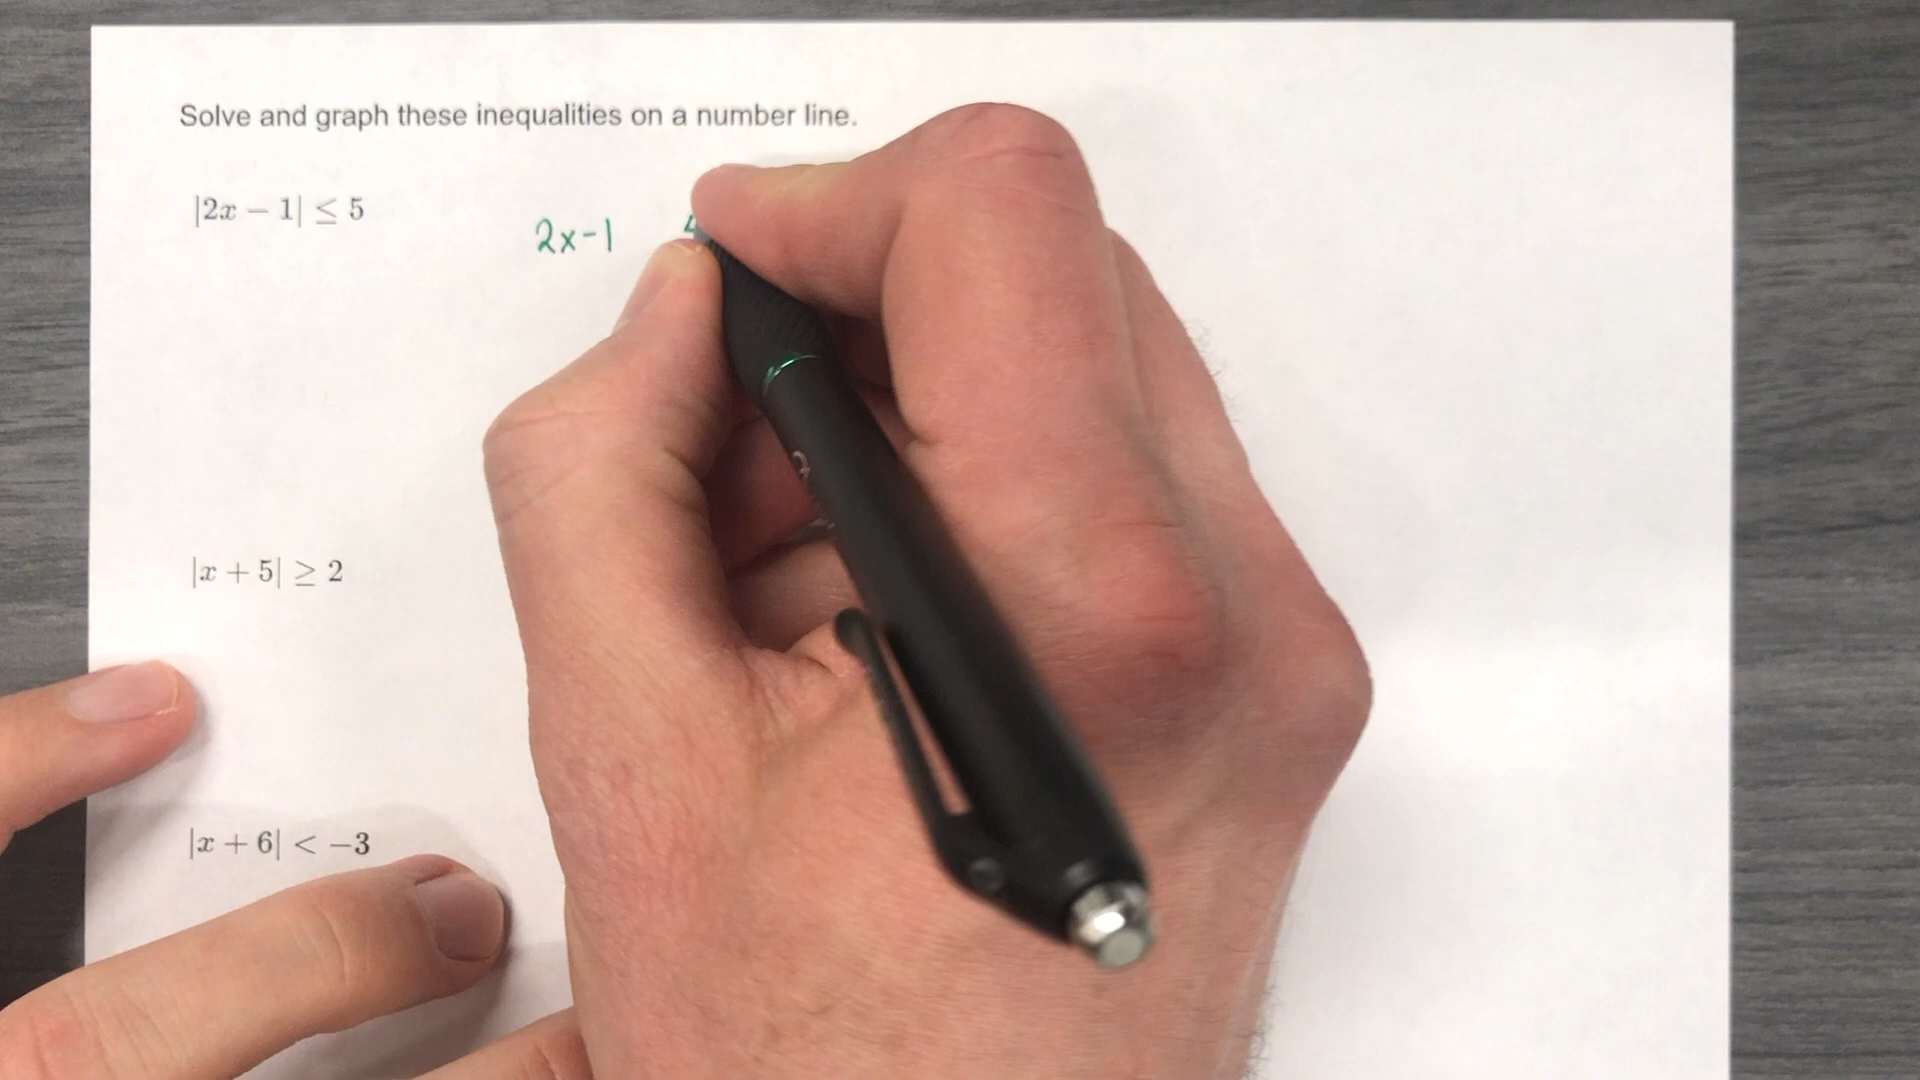 Solve and graph these inequalities on a number line.
|2x − 1| ≤ 5
2x-1
|x + 5| ≥ 2
|x + 6| < −3